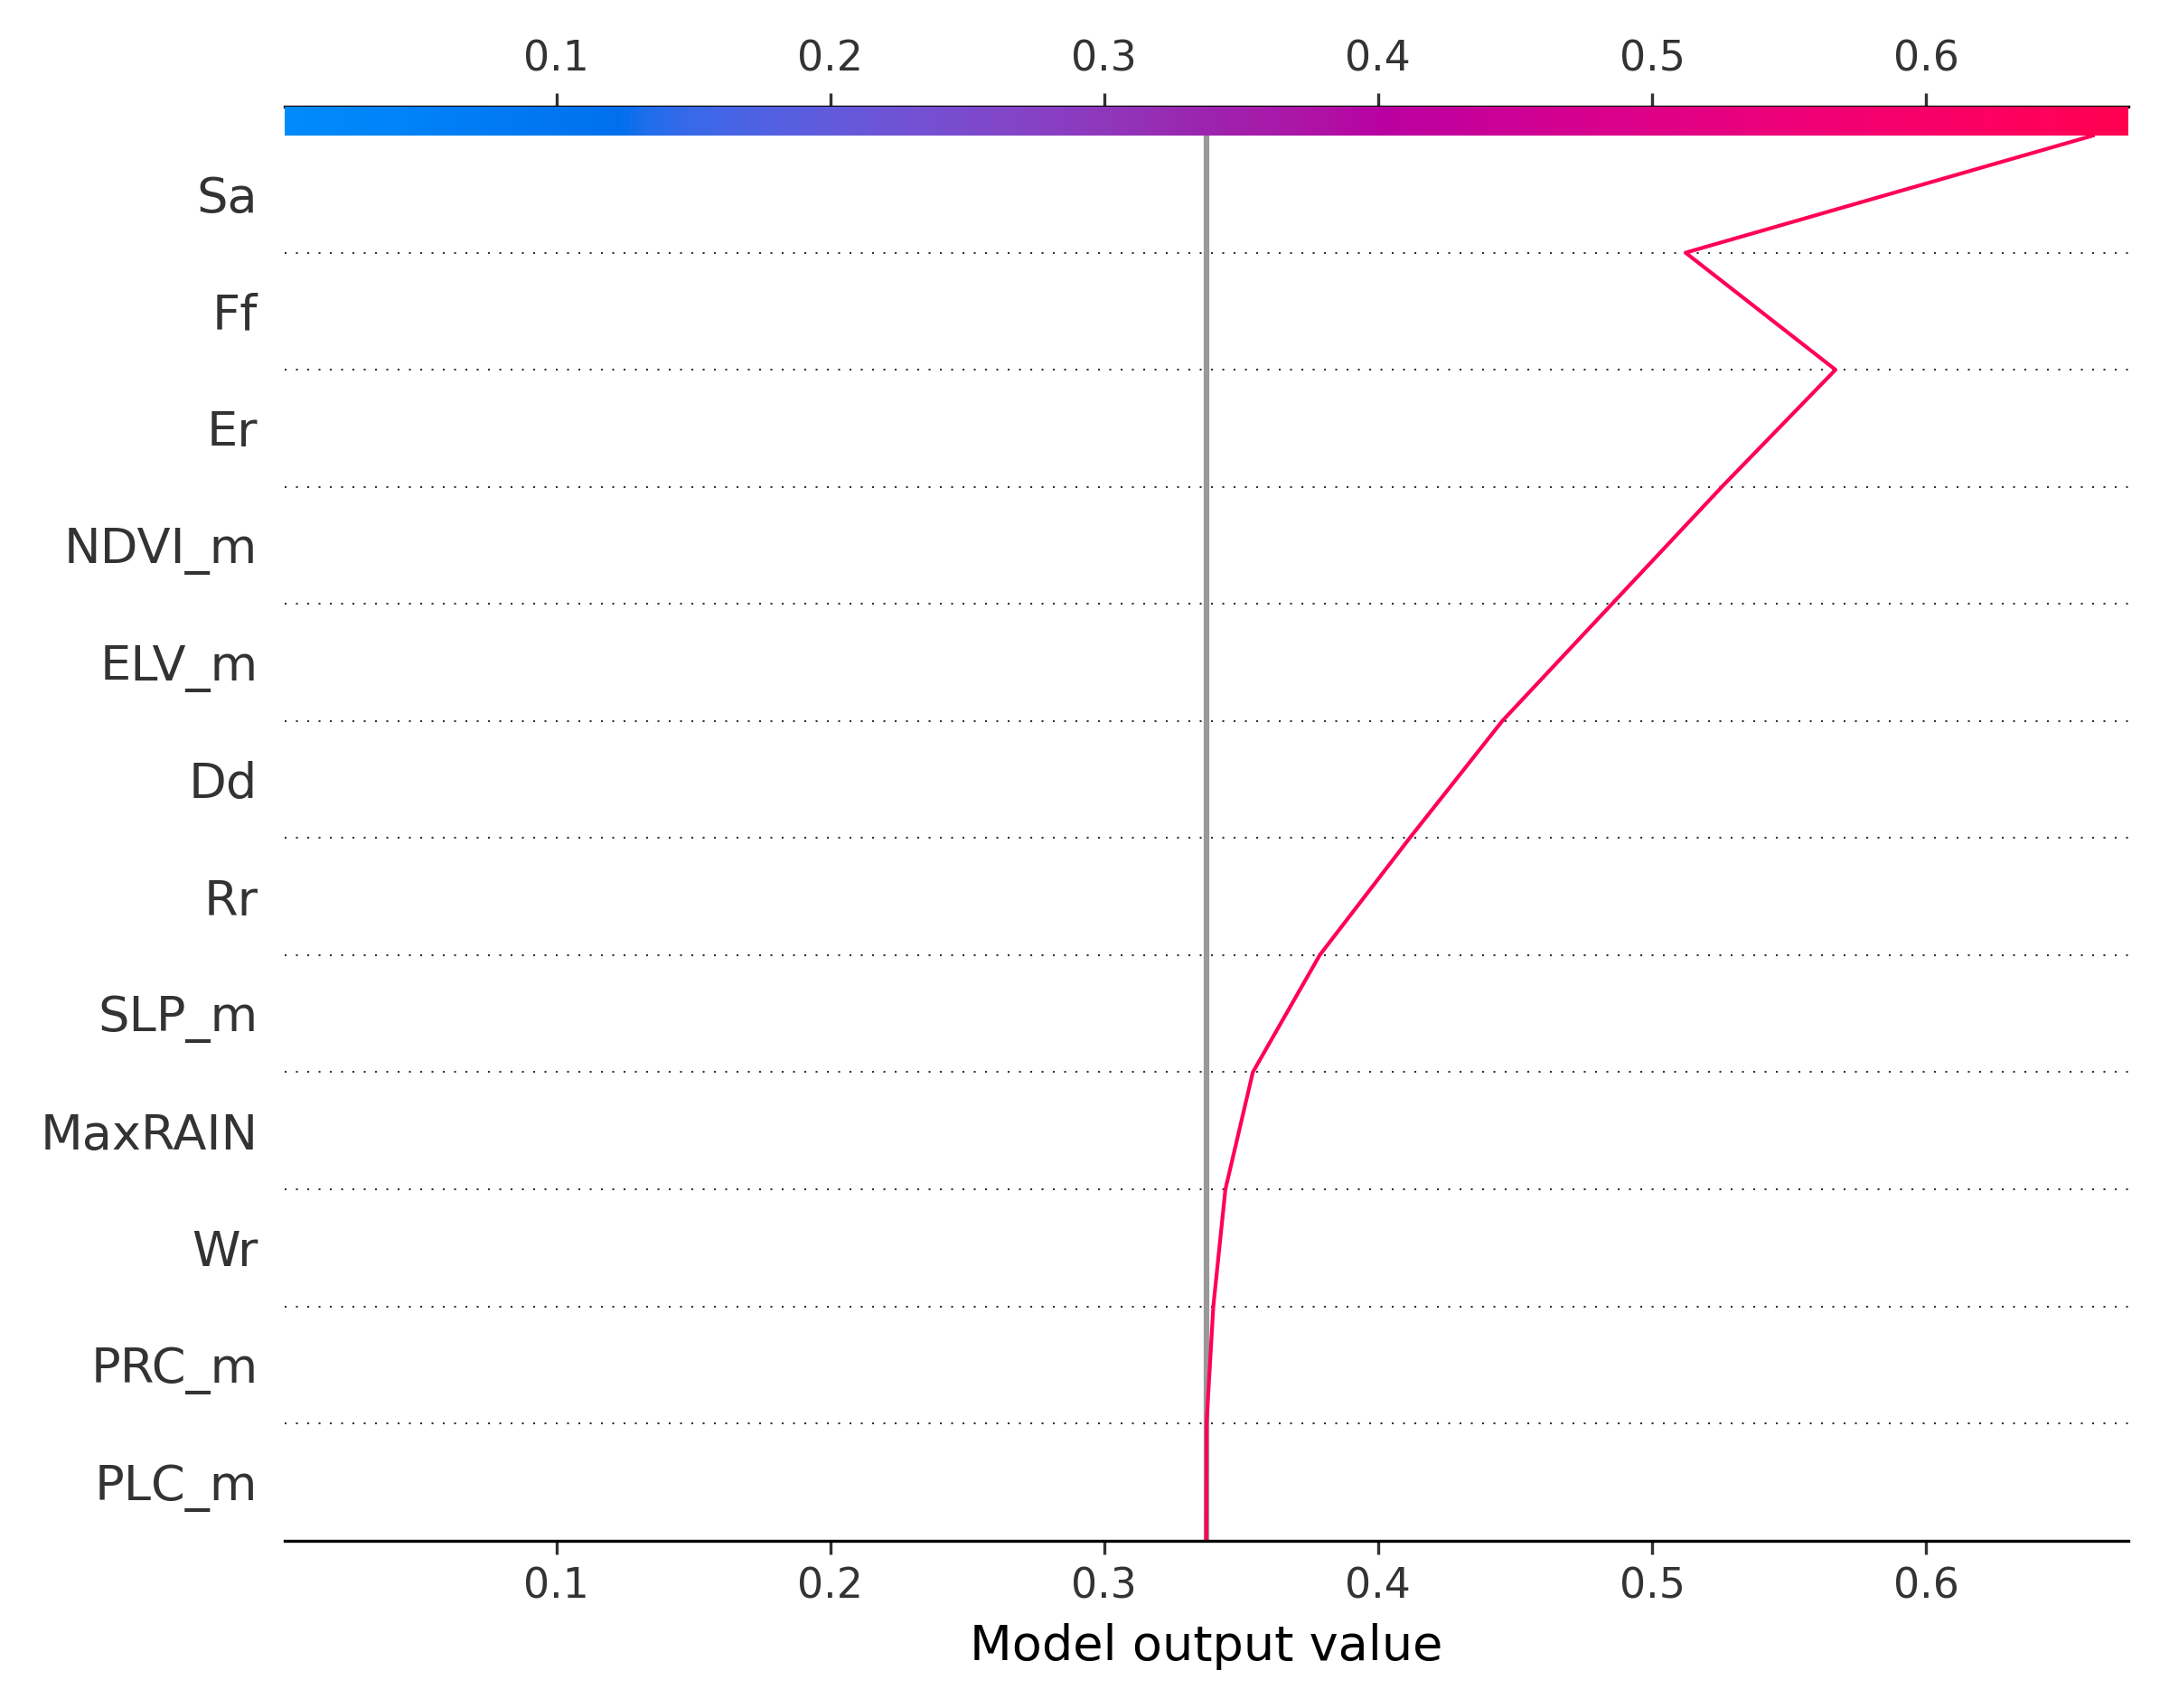 0.1 0.2 0.3 0.4 0.5 0.6
Sa
Ff
Er
NDVI_m
ELV_m
Dd
Rr
SLP_m
MaxRAIN
Wr
PRC_m
PLC_m
0.1 0.2 0.3 0.4 0.5 0.6
Model output value